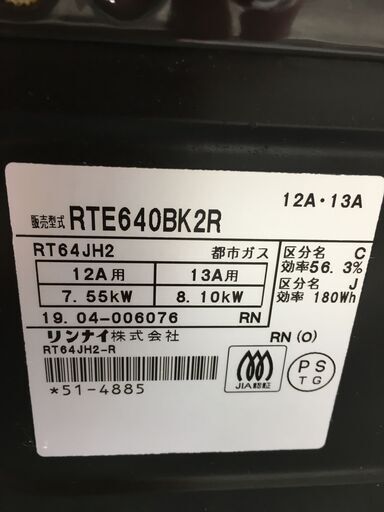 12A・13A
販売型式 RTE640BK2R
RT64JH2 都市ガス
12A用 13A用
7.55kW 8.10kW
区分名 C
効率56.3%
区分名 J
効率 180Wh
19.04-006076 RN
リンナイ株式会社
RN(O)
RT64JH2-R
*51-4885
JIA認証
PS
TG